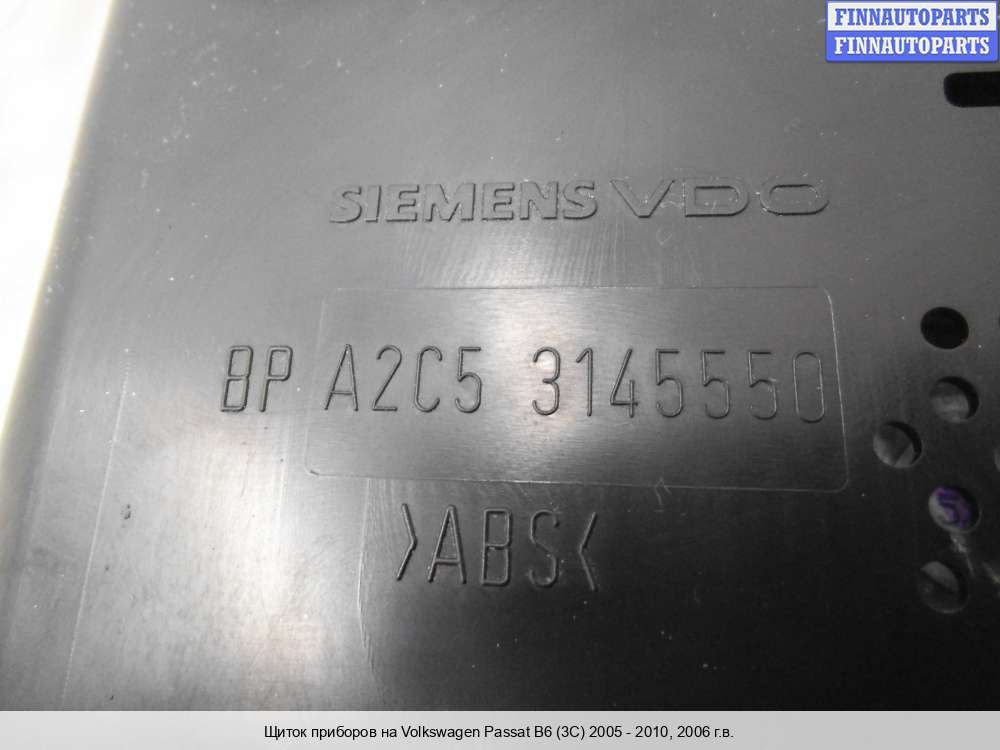 FINNAUTOPARTS
FINNAUTOPARTS
SIEMENS VDO
BP A2C5 3145550
>ABS<
Щиток приборов на Volkswagen Passat B6 (3C) 2005 - 2010, 2006 г.в.